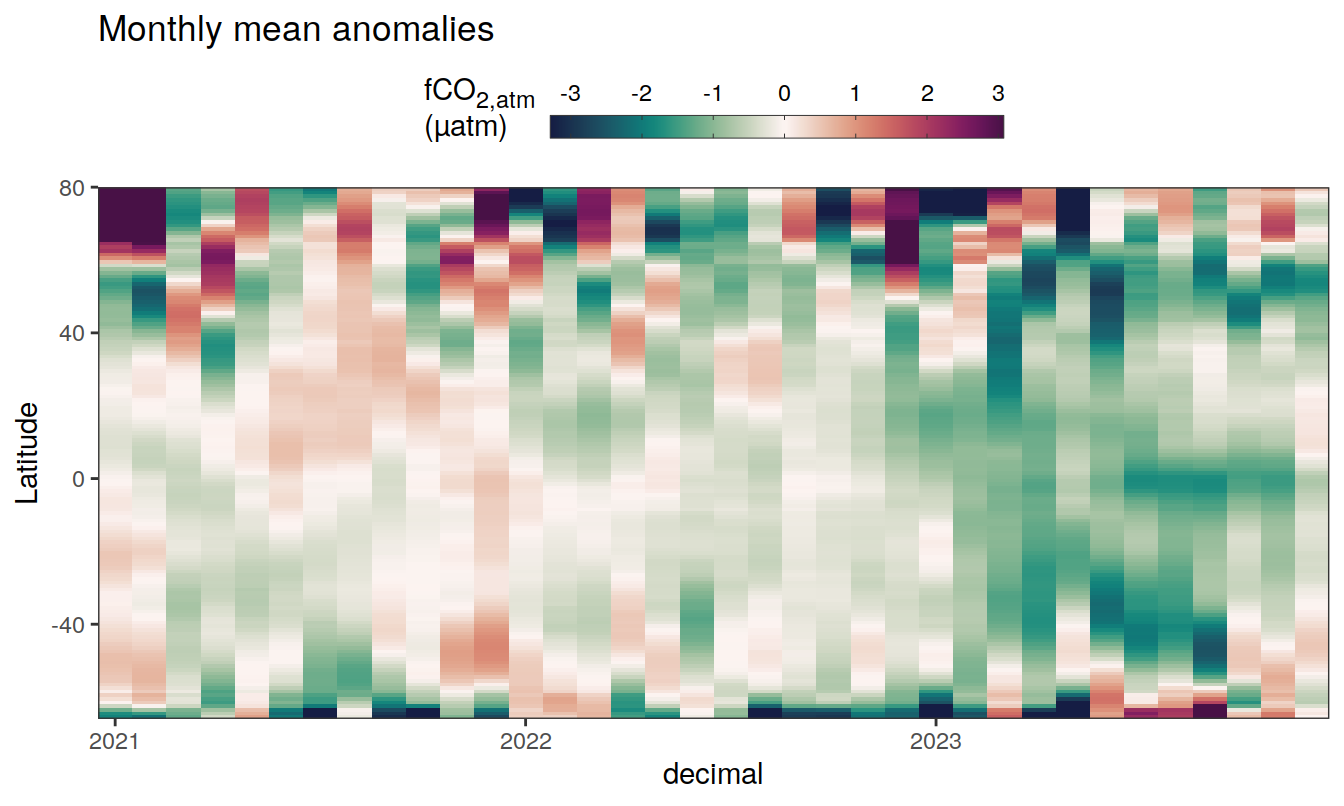 Monthly mean anomalies
fCO2,atm
(µatm)
-3 -2 -1 0 1 2 3
80
40
0
-40
Latitude
2021 2022 2023
decimal